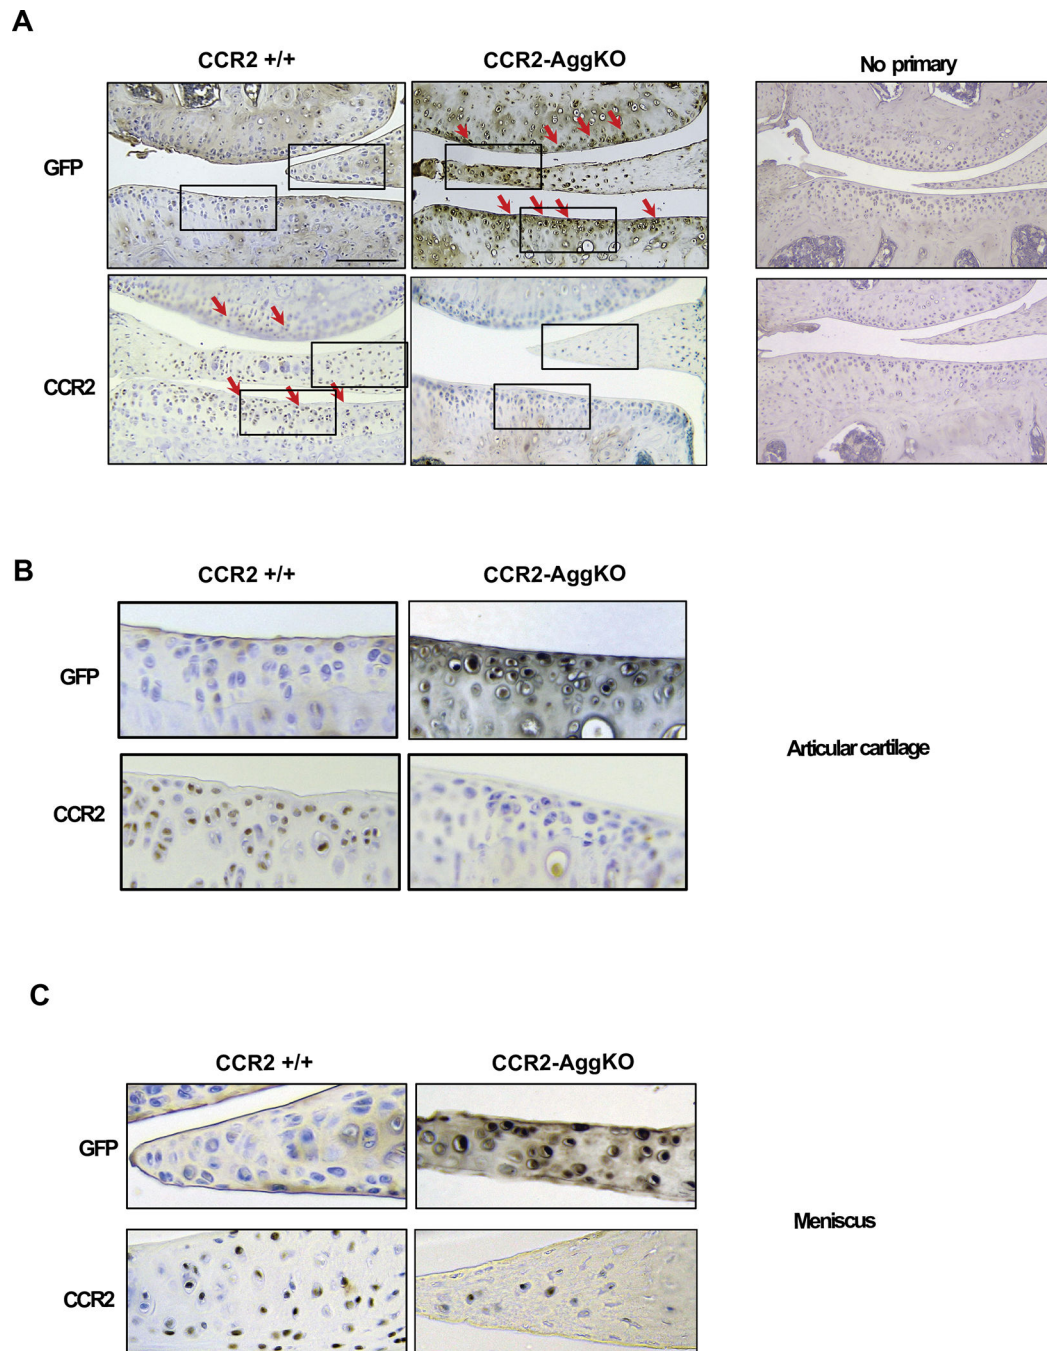 A
CCR2 +/+ CCR2-AggKO No primary
GFP
CCR2
B
CCR2 +/+ CCR2-AggKO
GFP
Articular cartilage
CCR2
C
CCR2 +/+ CCR2-AggKO
GFP
Meniscus
CCR2